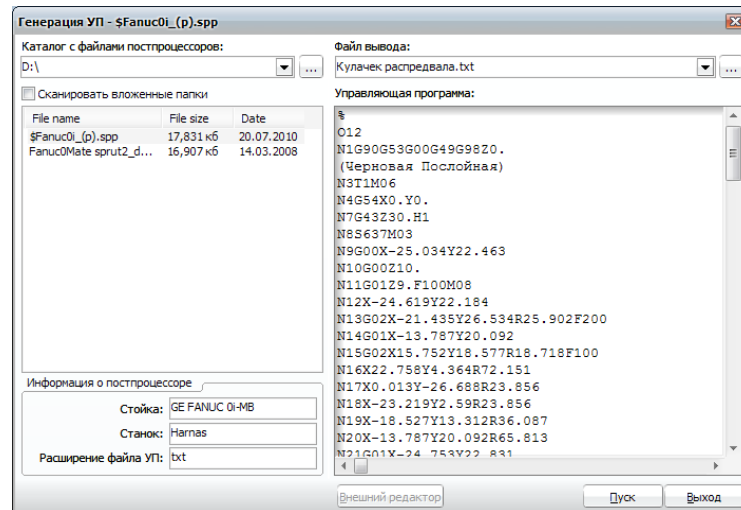 Генерация УП - $Fanuc0i_(p).spp
Каталог с файлами постпроцессоров:
D:\
...
Сканировать вложенные папки
File name File size Date
$Fanuc0i_(p).spp 17,831 кб 20.07.2010
Fanuc0Mate sprut2_d... 16,907 кб 14.03.2008
Информация о постпроцессоре
Стойка: GE FANUC 0i-MB
Станок: Harnas
Расширение файла УП: txt
Файл вывода:
Кулачек распредвала.txt
...
Управляющая программа:
%
O12
N1G90G53G00G49G98Z0.
(Черновая Послойная)
N3T1M06
N4G54X0.Y0.
N7G43Z30.H1
N8S637M03
N9G00X-25.034Y22.463
N10G00Z10.
N11G01Z9.F100M08
N12X-24.619Y22.184
N13G02X-21.435Y26.534R25.902F200
N14G01X-13.787Y20.092
N15G02X15.752Y18.577R18.718F100
N16X22.758Y4.364R72.151
N17X0.013Y-26.688R23.856
N18X-23.219Y2.59R23.856
N19X-18.527Y13.312R36.087
N20X-13.787Y20.092R65.813
N21G01X-24.753Y22.831
Внешний редактор
Пуск
Выход